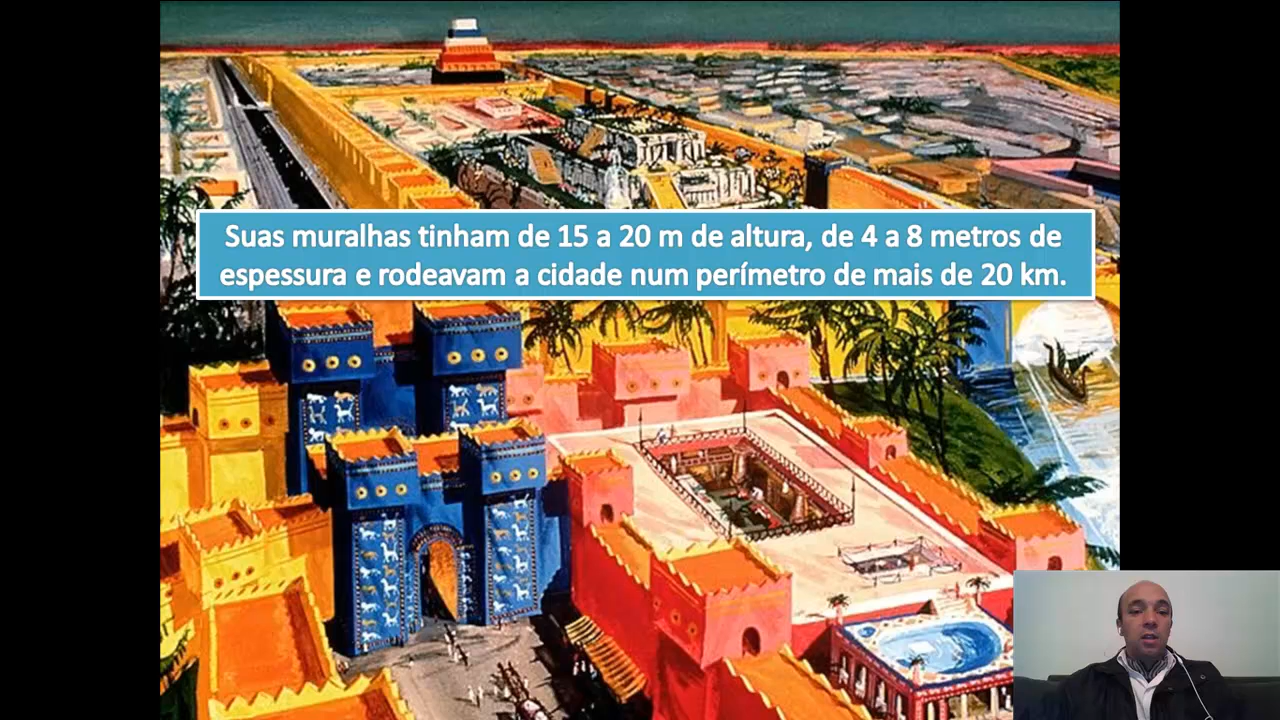 Suas muralhas tinham de 15 a 20 m de altura, de 4 a 8 metros de
espessura e rodeavam a cidade num perímetro de mais de 20 km.